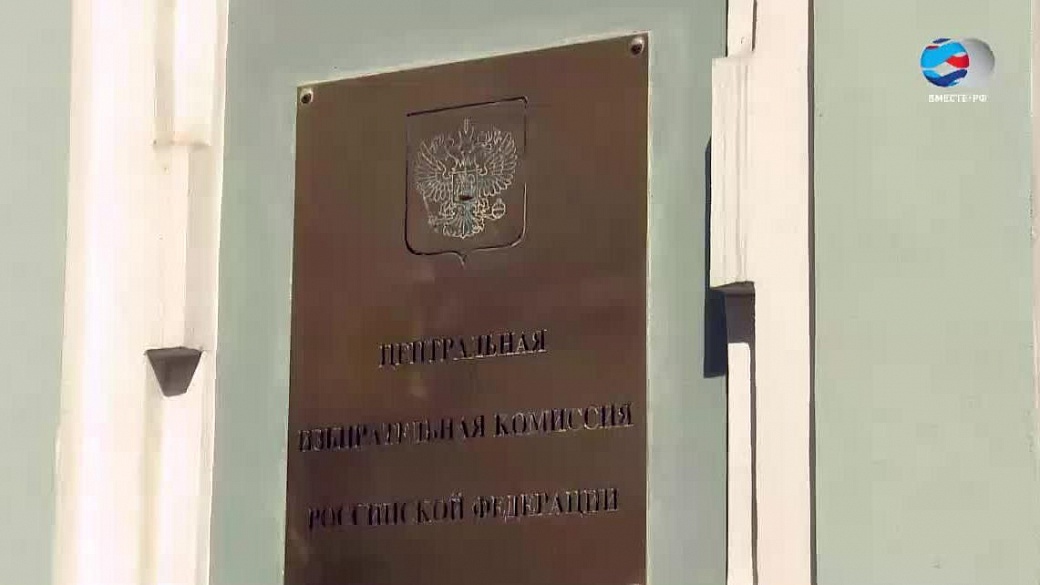 ВМЕСТЕ·РФ
ЦЕНТРАЛЬНАЯ
ИЗБИРАТЕЛЬНАЯ КОМИССИЯ
РОССИЙСКОЙ ФЕДЕРАЦИИ